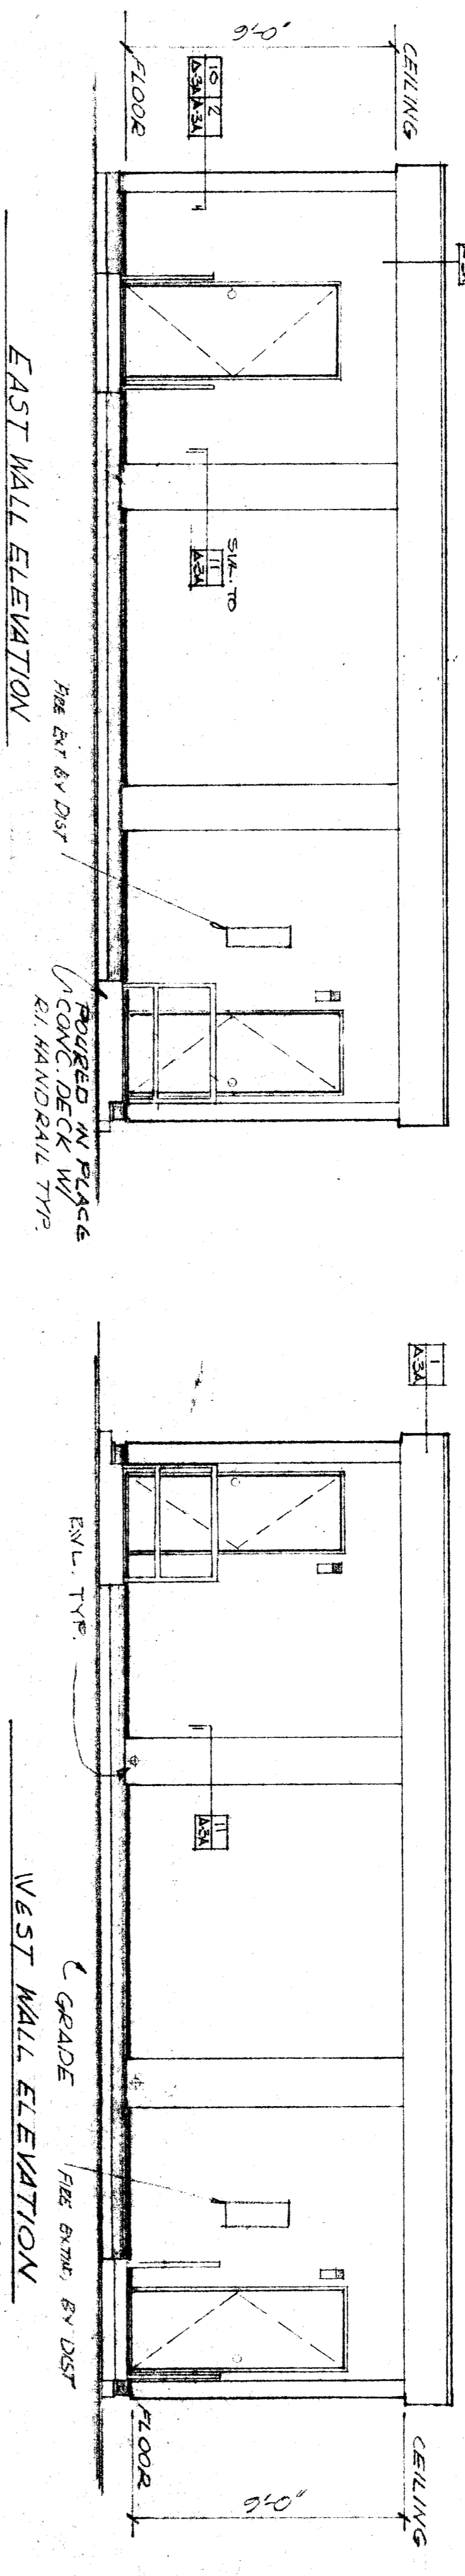 CEILING
9'-0"
FLOOR
10 2
A-3A A-3A
SIM. TO
11
A-3A
FIRE EXT BY DIST
POURED IN PLACE
CONC. DECK W/
R.I. HANDRAIL TYP.
EAST WALL ELEVATION
1
A-3A
11
A-3A
TYP.
GRADE
FIRE EXTING. BY DIST
CEILING
9'-0"
FLOOR
WEST WALL ELEVATION